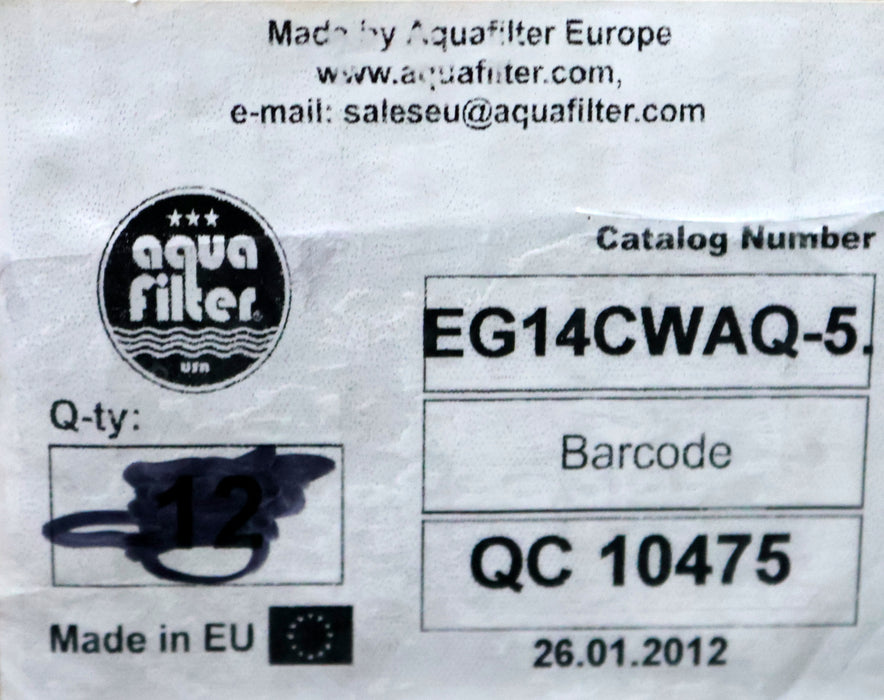 Made by Aquafilter Europe
www.aquafilter.com,
e-mail: saleseu@aquafilter.com
aqua
filter®
USA
Catalog Number
EG14CWAQ-5.
Barcode
Q-ty:
12
QC 10475
Made in EU
26.01.2012